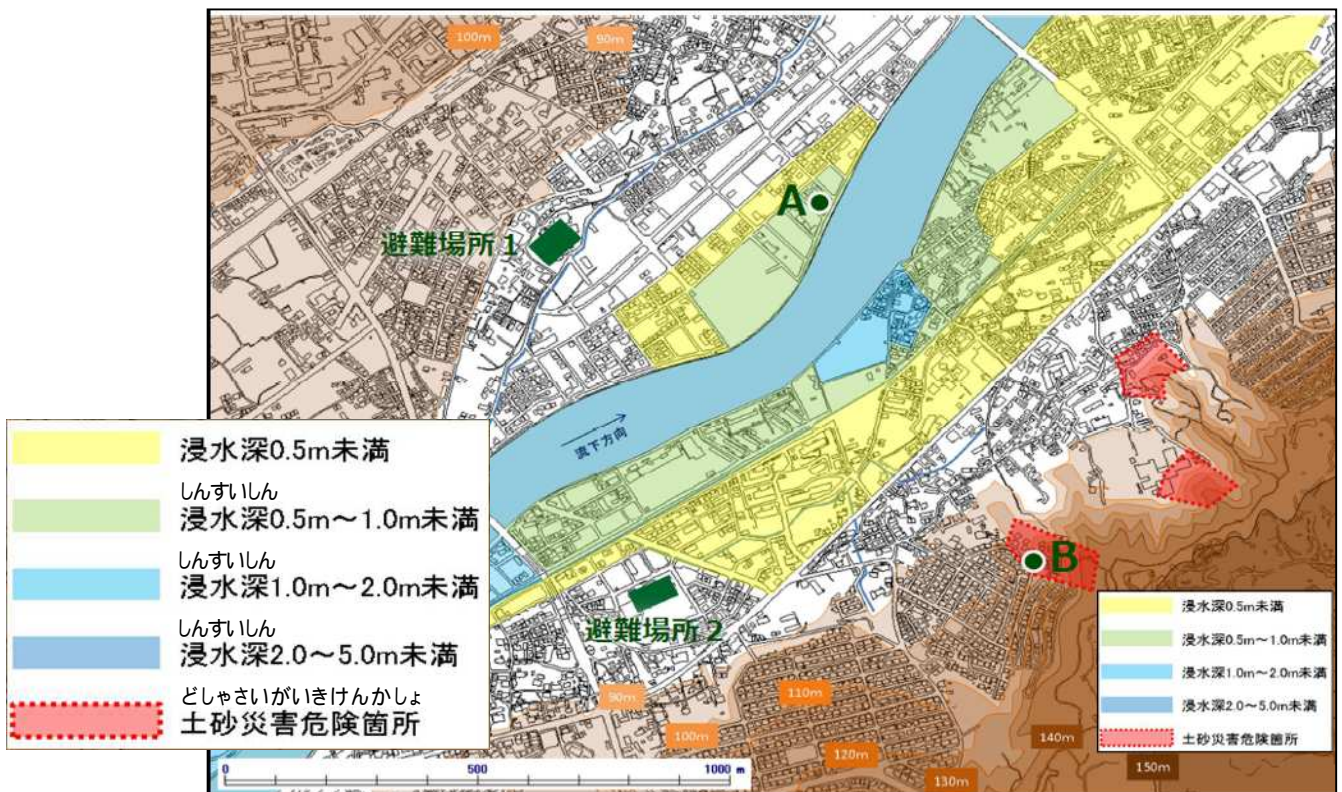 100m
90m
A
避難場所 1
流下方向
B
避難場所 2
90m
100m
110m
120m
130m
140m
150m
0 500 1000 m
浸水深0.5m未満
しんすいしん
浸水深0.5m～1.0m未満
しんすいしん
浸水深1.0m～2.0m未満
しんすいしん
浸水深2.0～5.0m未満
どしゃさいがいきけんかしょ
土砂災害危険箇所
浸水深0.5m未満
浸水深0.5m～1.0m未満
浸水深1.0m～2.0m未満
浸水深2.0～5.0m未満
土砂災害危険箇所